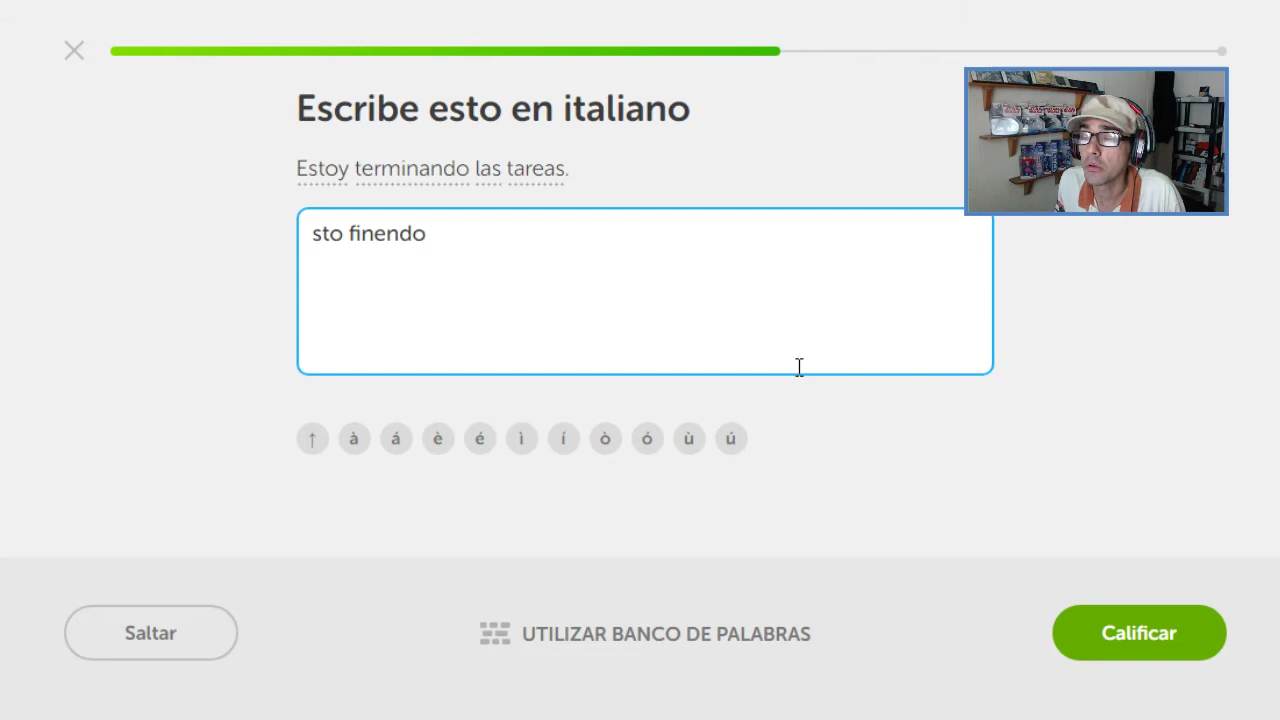 Escribe esto en italiano
Estoy terminando las tareas.
sto finendo
↑ à á è é ì í ò ó ù ú
Saltar
UTILIZAR BANCO DE PALABRAS
Calificar